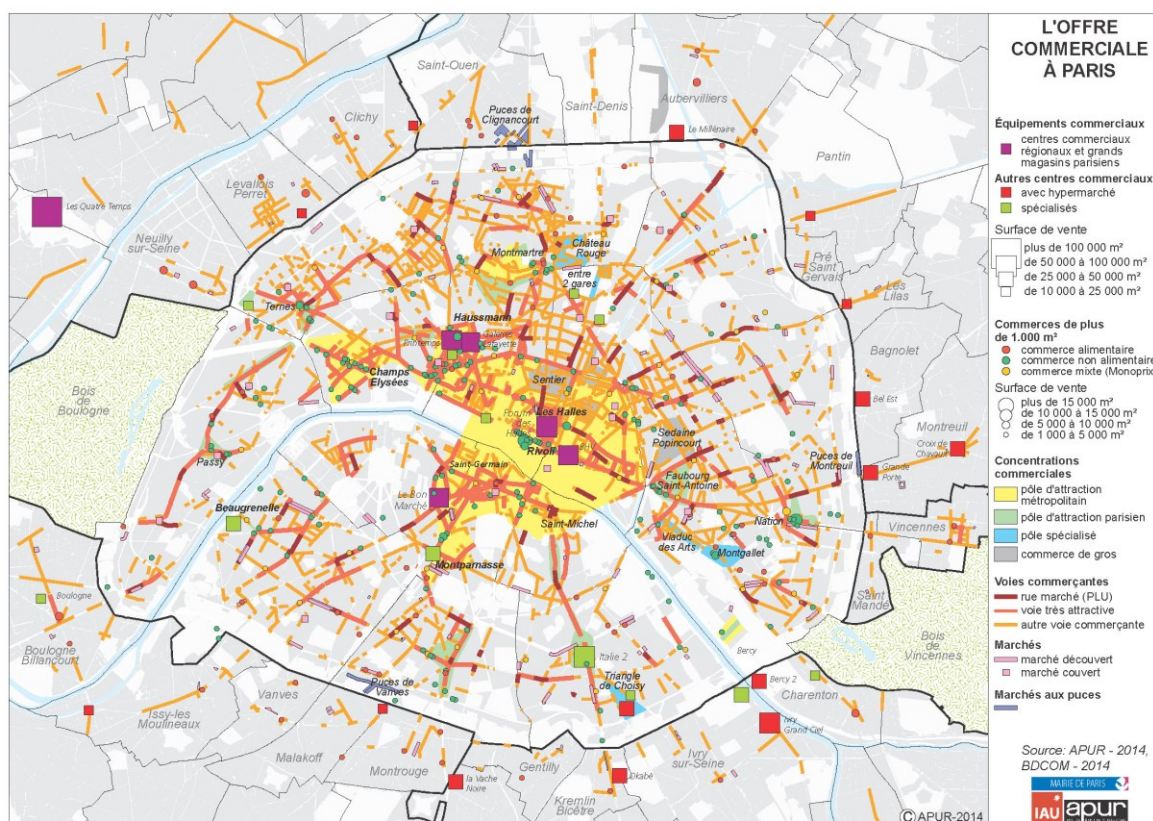 L'OFFRE
COMMERCIALE
À PARIS
Équipements commerciaux
centres commerciaux
régionaux et grands
magasins parisiens
Autres centres commerciaux
avec hypermarché
spécialisés
Surface de vente
plus de 100 000 m²
de 50 000 à 100 000 m²
de 25 000 à 50 000 m²
de 10 000 à 25 000 m²
Commerces de plus
de 1.000 m²
commerce alimentaire
commerce non alimentaire
commerce mixte (Monoprix
Surface de vente
plus de 15 000 m²
de 10 000 à 15 000 m²
de 5 000 à 10 000 m²
de 1 000 à 5 000 m²
Concentrations
commerciales
pôle d'attraction
métropolitain
pôle d'attraction parisien
pôle spécialisé
commerce de gros
Voies commerçantes
rue marché (PLU)
voie très attractive
autre voie commerçante
Marchés
marché découvert
marché couvert
Marchés aux puces
Source: APUR - 2014,
BDCOM - 2014
MAIRIE DE PARIS
IAU
apur
© APUR-2014
Saint-Ouen
Saint-Denis
Aubervilliers
Puces de
Clignancourt
Clichy
Le Millénaire
Pantin
Levallois
Perret
Les Quatre Temps
Neuilly
sur-Seine
Montmartre
Château
Rouge
entre
2 gares
Pré
Saint
Gervais
Les
Lilas
Ternes
Haussmann
Printemps
Galeries
Lafayette
Bagnolet
Champs
Elysées
Sentier
Bois
de
Boulogne
Les Halles
Forum des
Halles
Bel Est
Montreuil
Croix de
Chavaux
Rivoli
BHV
Sedaine
Popincourt
Puces de
Montreuil
Grande
Porte
Passy
Saint-Germain
Faubourg
Saint-Antoine
Le Bon
Marché
Beaugrenelle
Saint-Michel
Nation
Vincennes
Viaduc
des Arts
Montgallet
Montparnasse
Saint
Mandé
Boulogne
Boulogne
Billancourt
Bercy
Bois
de
Vincennes
Italie 2
Puces de
Vanves
Triangle
de Choisy
Bercy 2
Charenton
Vanves
Issy-les
Moulineaux
Ivry
Grand Ciel
Malakoff
Montrouge
Gentilly
Ivry
sur-Seine
la Vache
Noire
Okabé
Kremlin
Bicêtre